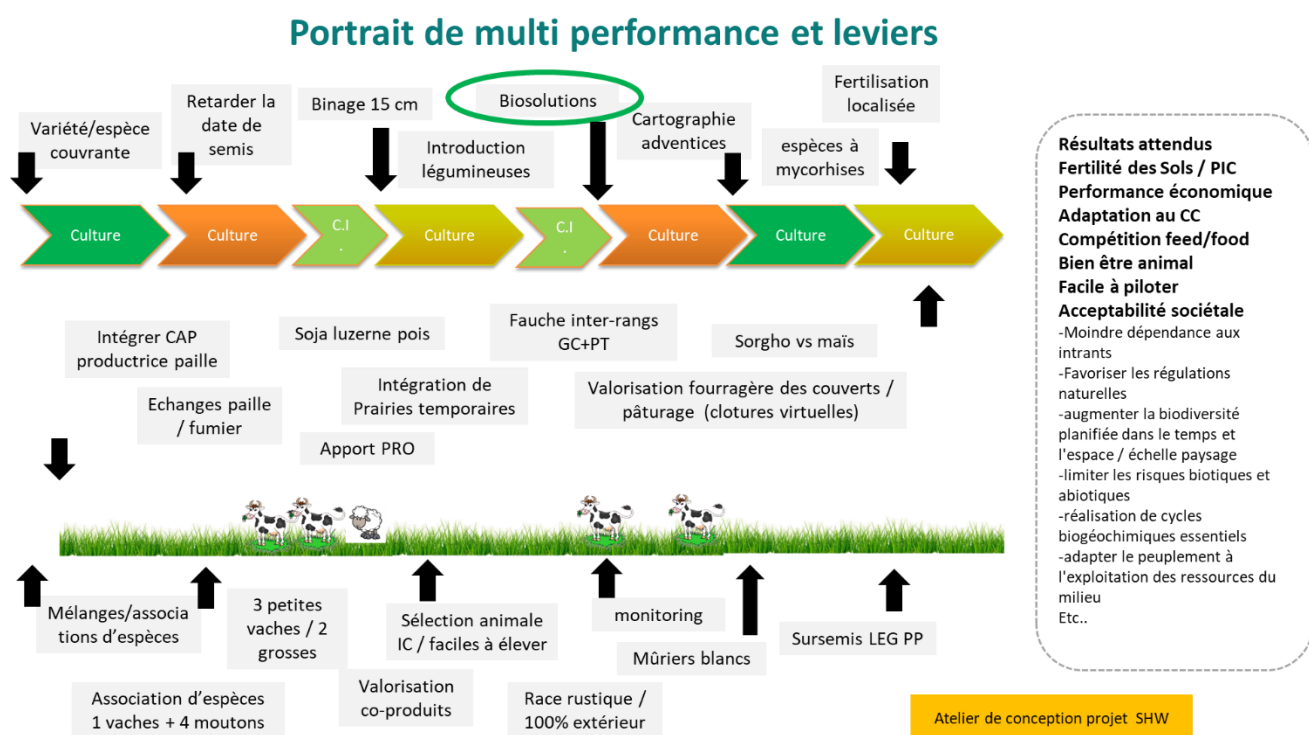 Portrait de multi performance et leviers
Variété/espèce
couvrante
Retarder la
date de
semis
Binage 15 cm
Introduction
légumineuses
Biosolutions
Cartographie
adventices
espèces à
mycorhises
Fertilisation
localisée
Culture
Culture
C.I
.
Culture
C.I
.
Culture
Culture
Culture
Intégrer CAP
productrice paille
Echanges paille
/ fumier
Soja luzerne pois
Intégration de
Prairies temporaires
Apport PRO
Fauche inter-rangs
GC+PT
Sorgho vs maïs
Valorisation fourragère des couverts /
pâturage (clotures virtuelles)
Mélanges/associa
tions d'espèces
3 petites
vaches / 2
grosses
Sélection animale
IC / faciles à élever
monitoring
Mûriers blancs
Sursemis LEG PP
Association d'espèces
1 vaches + 4 moutons
Valorisation
co-produits
Race rustique /
100% extérieur
Résultats attendus
Fertilité des Sols / PIC
Performance économique
Adaptation au CC
Compétition feed/food
Bien être animal
Facile à piloter
Acceptabilité sociétale
-Moindre dépendance aux
intrants
-Favoriser les régulations
naturelles
-augmenter la biodiversité
planifiée dans le temps et
l'espace / échelle paysage
-limiter les risques biotiques et
abiotiques
-réalisation de cycles
biogéochimiques essentiels
-adapter le peuplement à
l'exploitation des ressources du
milieu
Etc..
Atelier de conception projet SHW